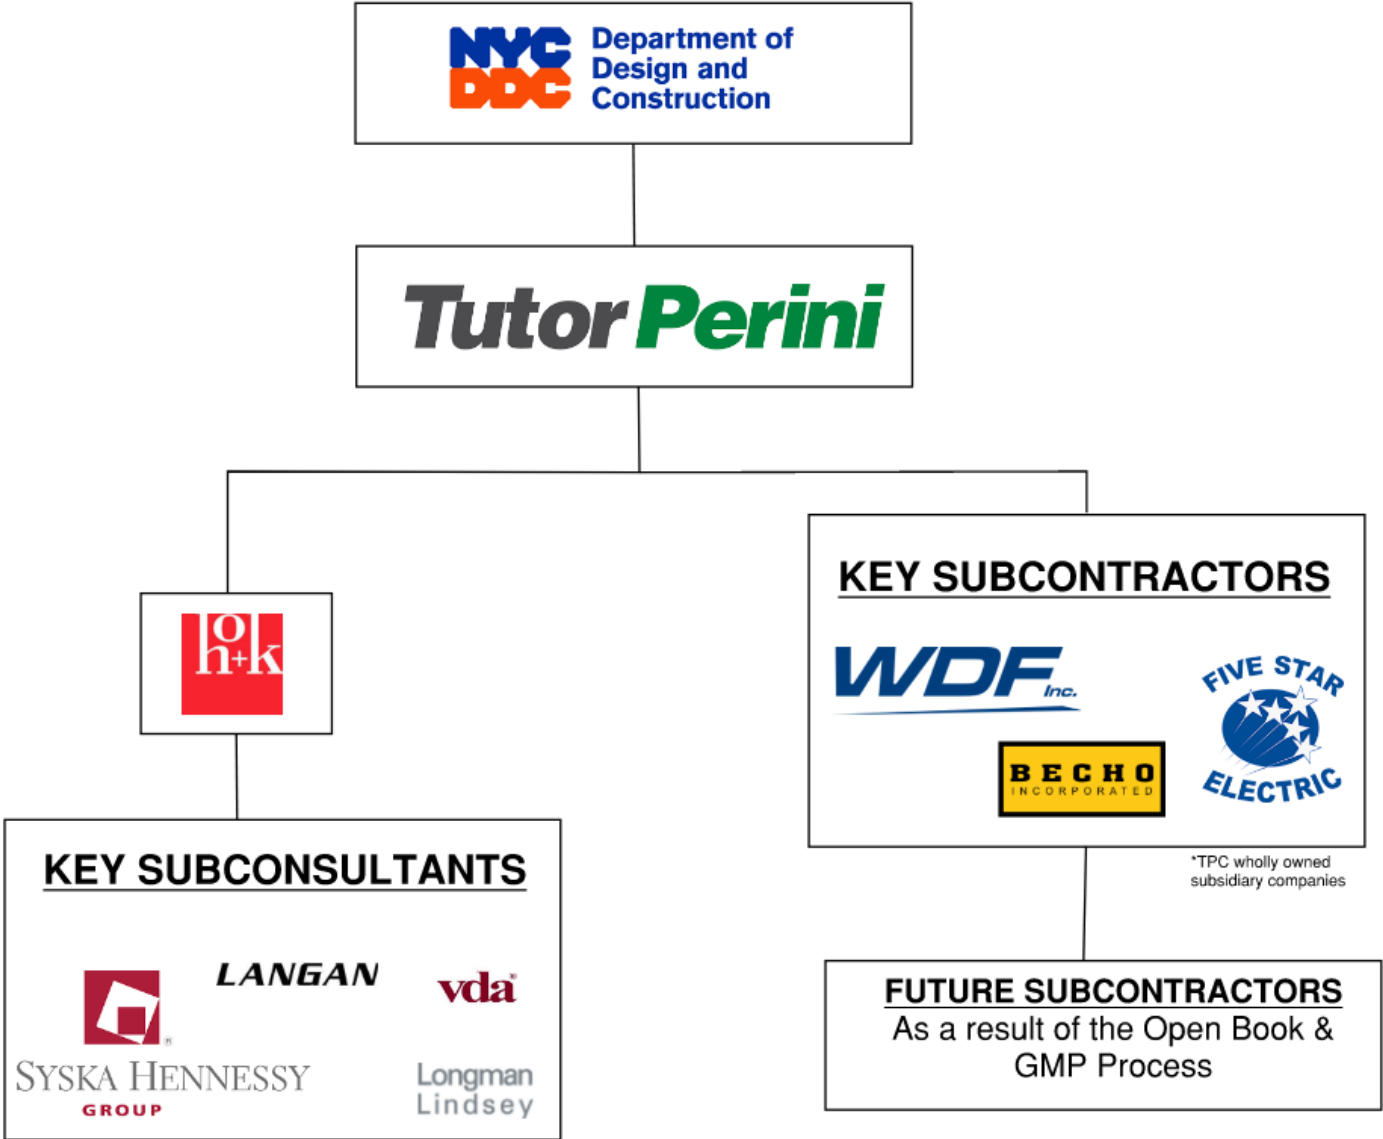 NYC
DDC
Department of
Design and
Construction
Tutor Perini
h o + k
KEY SUBCONSULTANTS
LANGAN
vda®
®
SYSKA HENNESSY
GROUP
Longman
Lindsey
KEY SUBCONTRACTORS
WDF Inc.
FIVE STAR
ELECTRIC
BECHO
INCORPORATED
*TPC wholly owned
subsidiary companies
FUTURE SUBCONTRACTORS
As a result of the Open Book &
GMP Process